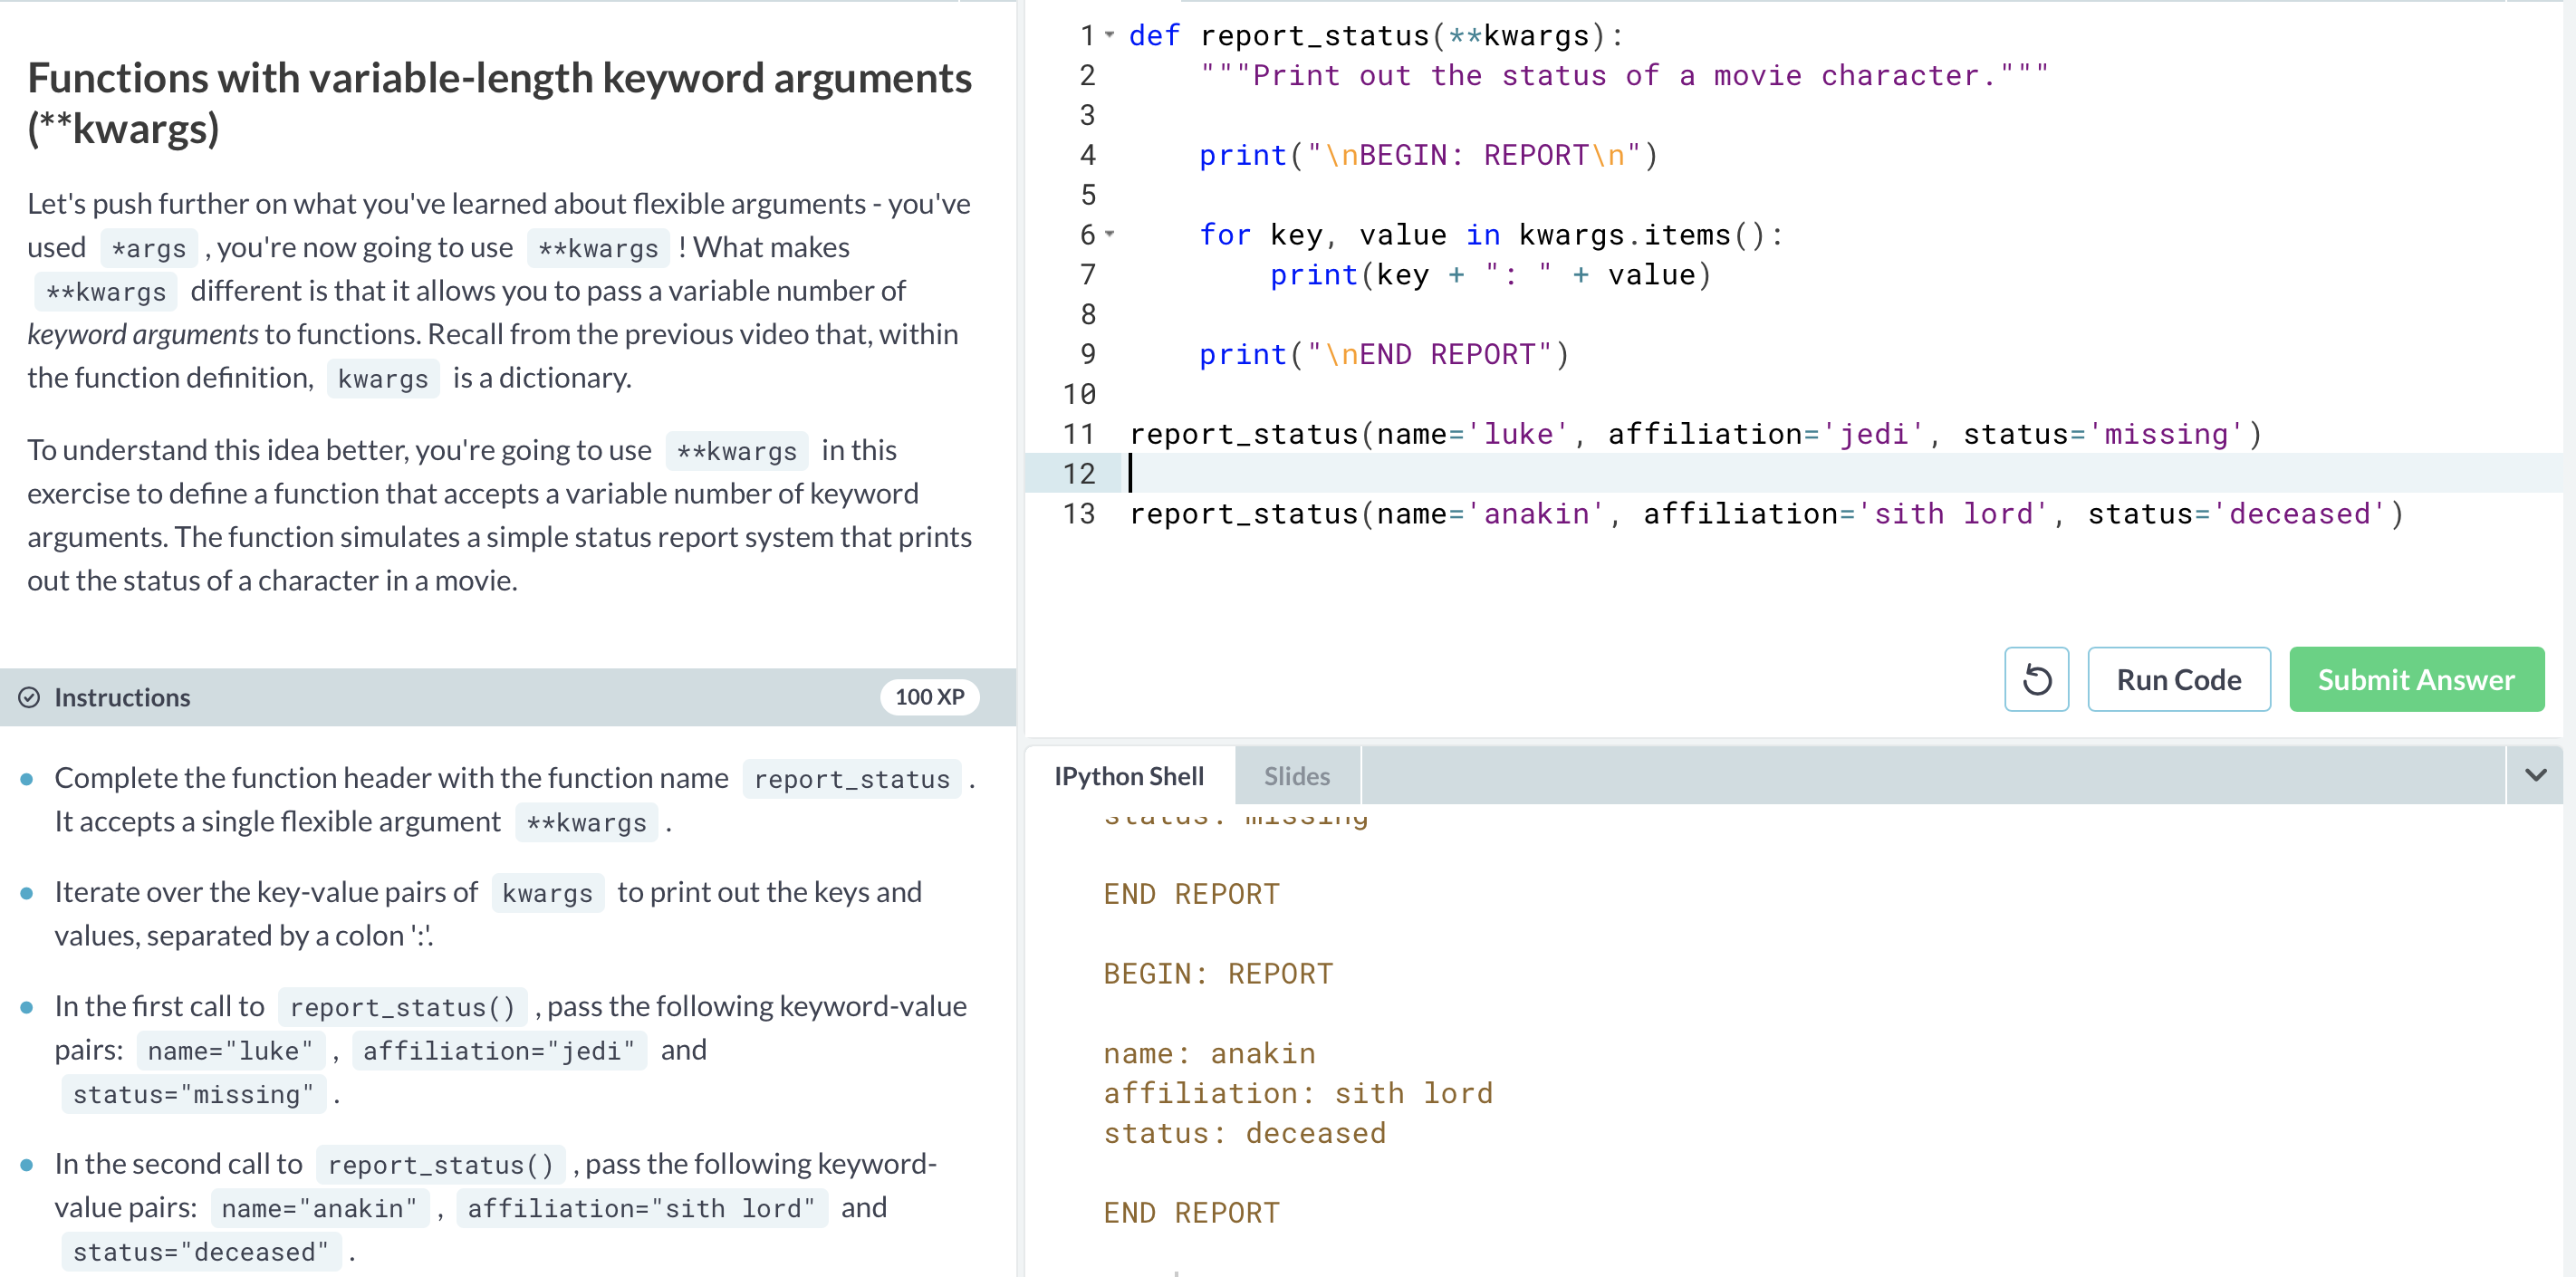 Functions with variable-length keyword arguments
(**kwargs)
Let's push further on what you've learned about flexible arguments - you've
used *args , you're now going to use **kwargs ! What makes
**kwargs different is that it allows you to pass a variable number of
keyword arguments to functions. Recall from the previous video that, within
the function definition, kwargs is a dictionary.
To understand this idea better, you're going to use **kwargs in this
exercise to define a function that accepts a variable number of keyword
arguments. The function simulates a simple status report system that prints
out the status of a character in a movie.
Instructions 100 XP
Complete the function header with the function name report_status .
It accepts a single flexible argument **kwargs .
Iterate over the key-value pairs of kwargs to print out the keys and
values, separated by a colon ':'.
In the first call to report_status() , pass the following keyword-value
pairs: name="luke" , affiliation="jedi" and
status="missing" .
In the second call to report_status() , pass the following keyword-
value pairs: name="anakin" , affiliation="sith lord" and
status="deceased" .
1 def report_status(**kwargs):
2     """Print out the status of a movie character."""
3
4     print("\nBEGIN: REPORT\n")
5
6     for key, value in kwargs.items():
7         print(key + ": " + value)
8
9     print("\nEND REPORT")
10
11 report_status(name='luke', affiliation='jedi', status='missing')
12
13 report_status(name='anakin', affiliation='sith lord', status='deceased')
Run Code Submit Answer
IPython Shell Slides
status: missing
END REPORT
BEGIN: REPORT
name: anakin
affiliation: sith lord
status: deceased
END REPORT